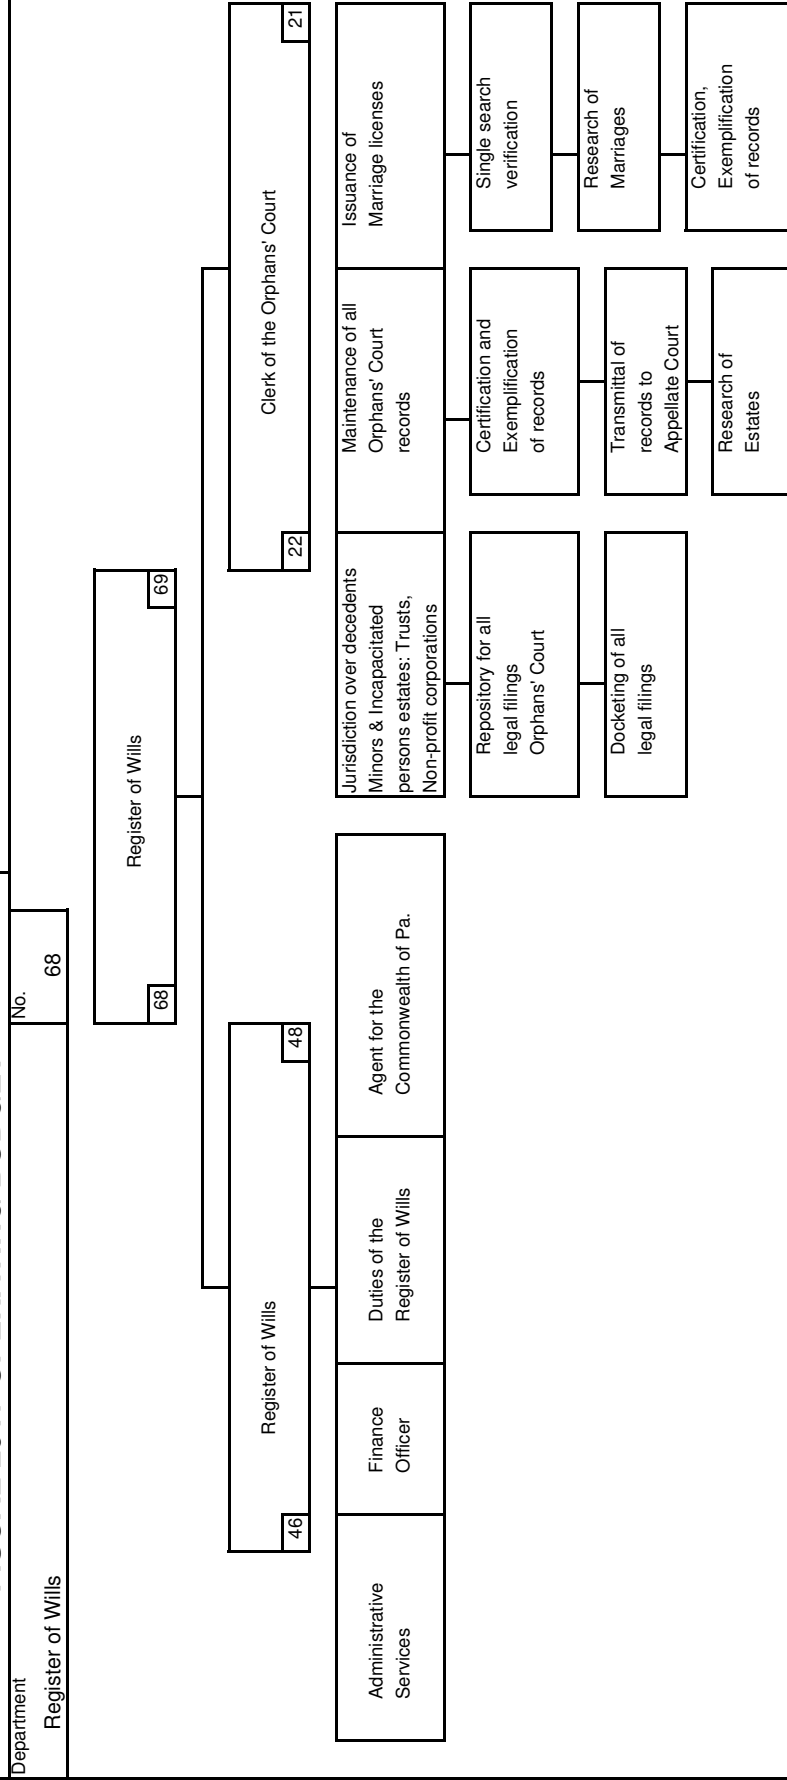 Department
No.
Register of Wills
68
Register of Wills
68
69
Register of Wills
46
48
Clerk of the Orphans' Court
22
21
Administrative
Services
Finance
Officer
Duties of the
Register of Wills
Agent for the
Commonwealth of Pa.
Jurisdiction over decedents
Minors & Incapacitated
persons estates: Trusts,
Non-profit corporations
Maintenance of all
Orphans' Court
records
Issuance of
Marriage licenses
Repository for all
legal filings
Orphans' Court
Certification and
Exemplification
of records
Single search
verification
Docketing of all
legal filings
Transmittal of
records to
Appellate Court
Research of
Marriages
Research of
Estates
Certification,
Exemplification
of records